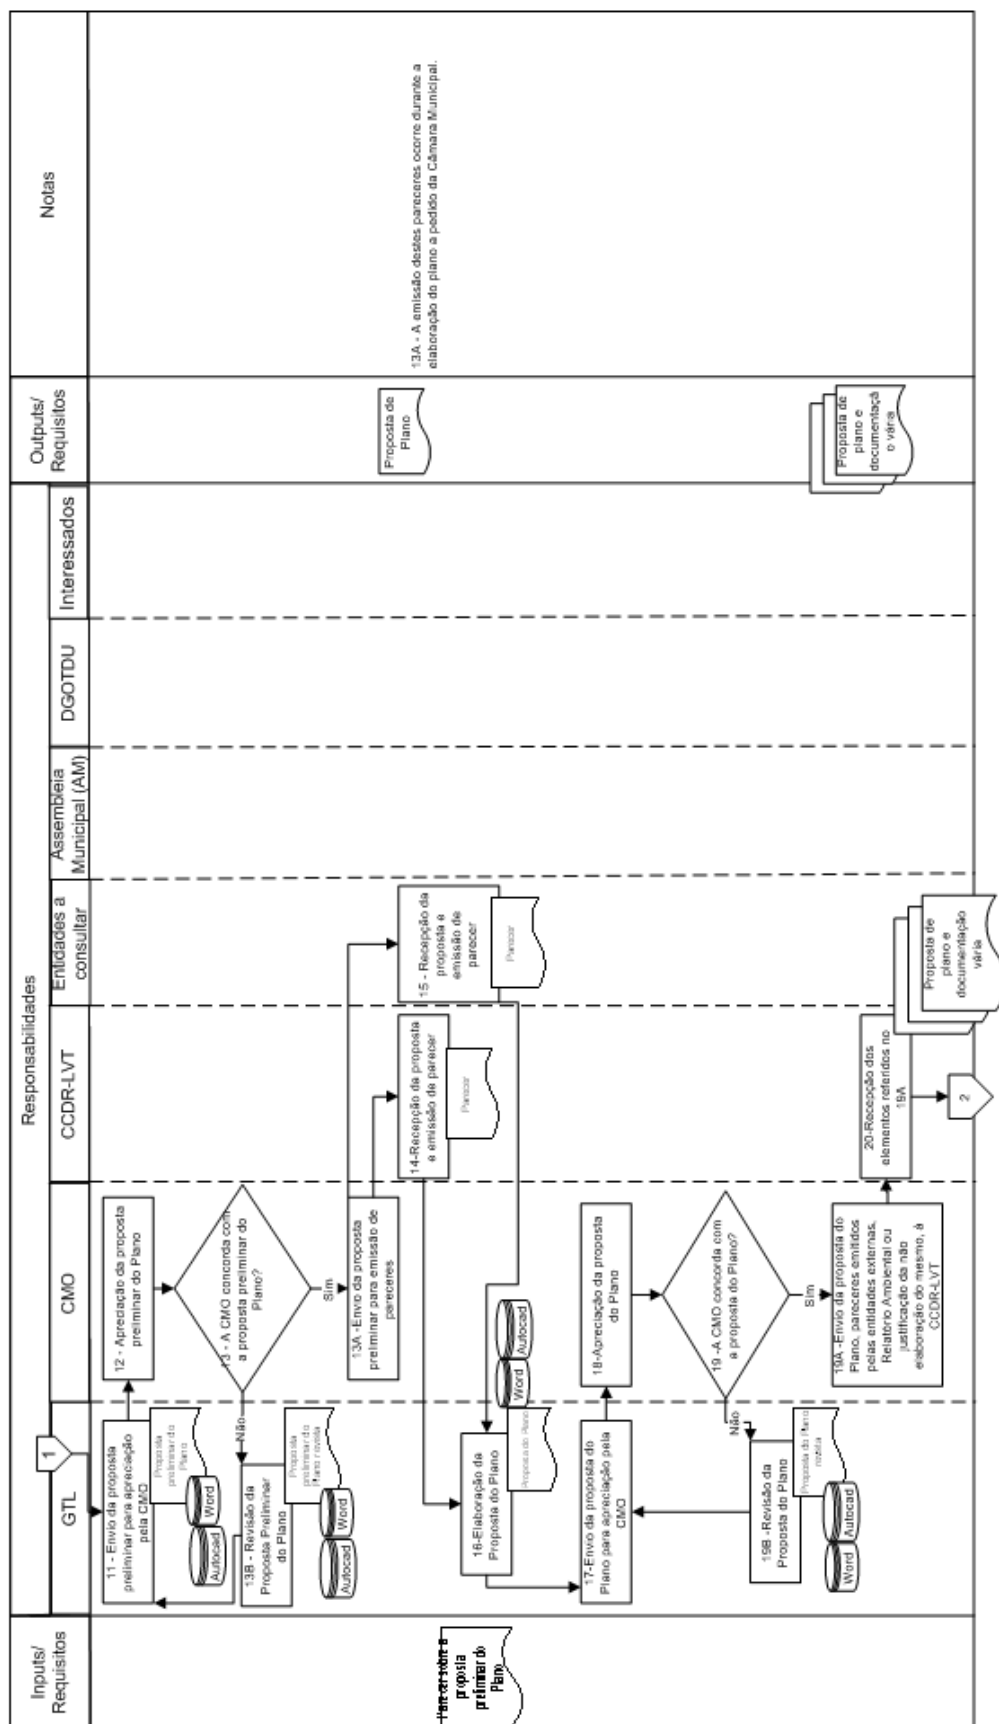 Inputs/
Requisitos
Responsabilidades
GTL
CMO
CCDR-LVT
Entidades a
consultar
Assembleia
Municipal (AM)
DGOTDU
Interessados
Outputs/
Requisitos
Notas
1
11 - Envio da proposta
preliminar para apreciação
pela CMO
Proposta
preliminar do
Plano
Autocad
Word
12 - Apreciação da proposta
preliminar do Plano
13 - A CMO concorda com
a proposta preliminar do
Plano?
Não
Sim
13B - Revisão da
Proposta Preliminar
do Plano
Proposta
preliminar do
Plano revista
Autocad
Word
13A -Envio da proposta
preliminar para emissão de
pareceres
14-Recepção da proposta
e emissão de parecer
Parecer
15 - Recepção da
proposta e
emissão de
parecer
Parecer
Proposta de
Plano
13A - A emissão destes pareceres ocorre durante a
elaboração do plano a pedido da Câmara Municipal.
Parecer sobre a
proposta
preliminar do
Plano
16-Elaboração da
Proposta do Plano
Proposta do Plano
Word
Autocad
17-Envio da proposta do
Plano para apreciação pela
CMO
18-Apreciação da proposta
do Plano
19 -A CMO concorda com
a proposta do Plano?
Não
Sim
19B -Revisão da
Proposta do Plano
Proposta do Plano
revista
Word
Autocad
19A -Envio da proposta do
Plano, pareceres emitidos
pelas entidades externas,
Relatório Ambiental ou
justificação da não
elaboração do mesmo, à
CCDR-LVT
20-Recepção dos
elementos referidos no
19A
Proposta de
plano e
documentação
vária
2
Proposta de
plano e
documentaçã
o vária